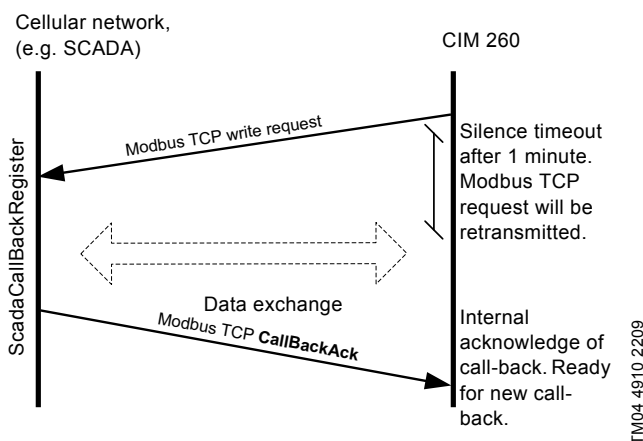 Cellular network,
(e.g. SCADA)
CIM 260
ScadaCallBackRegister
Modbus TCP write request
Silence timeout
after 1 minute.
Modbus TCP
request will be
retransmitted.
Data exchange
Modbus TCP CallBackAck
Internal
acknowledge of
call-back. Ready
for new call-
back.
TM04 4910 2209